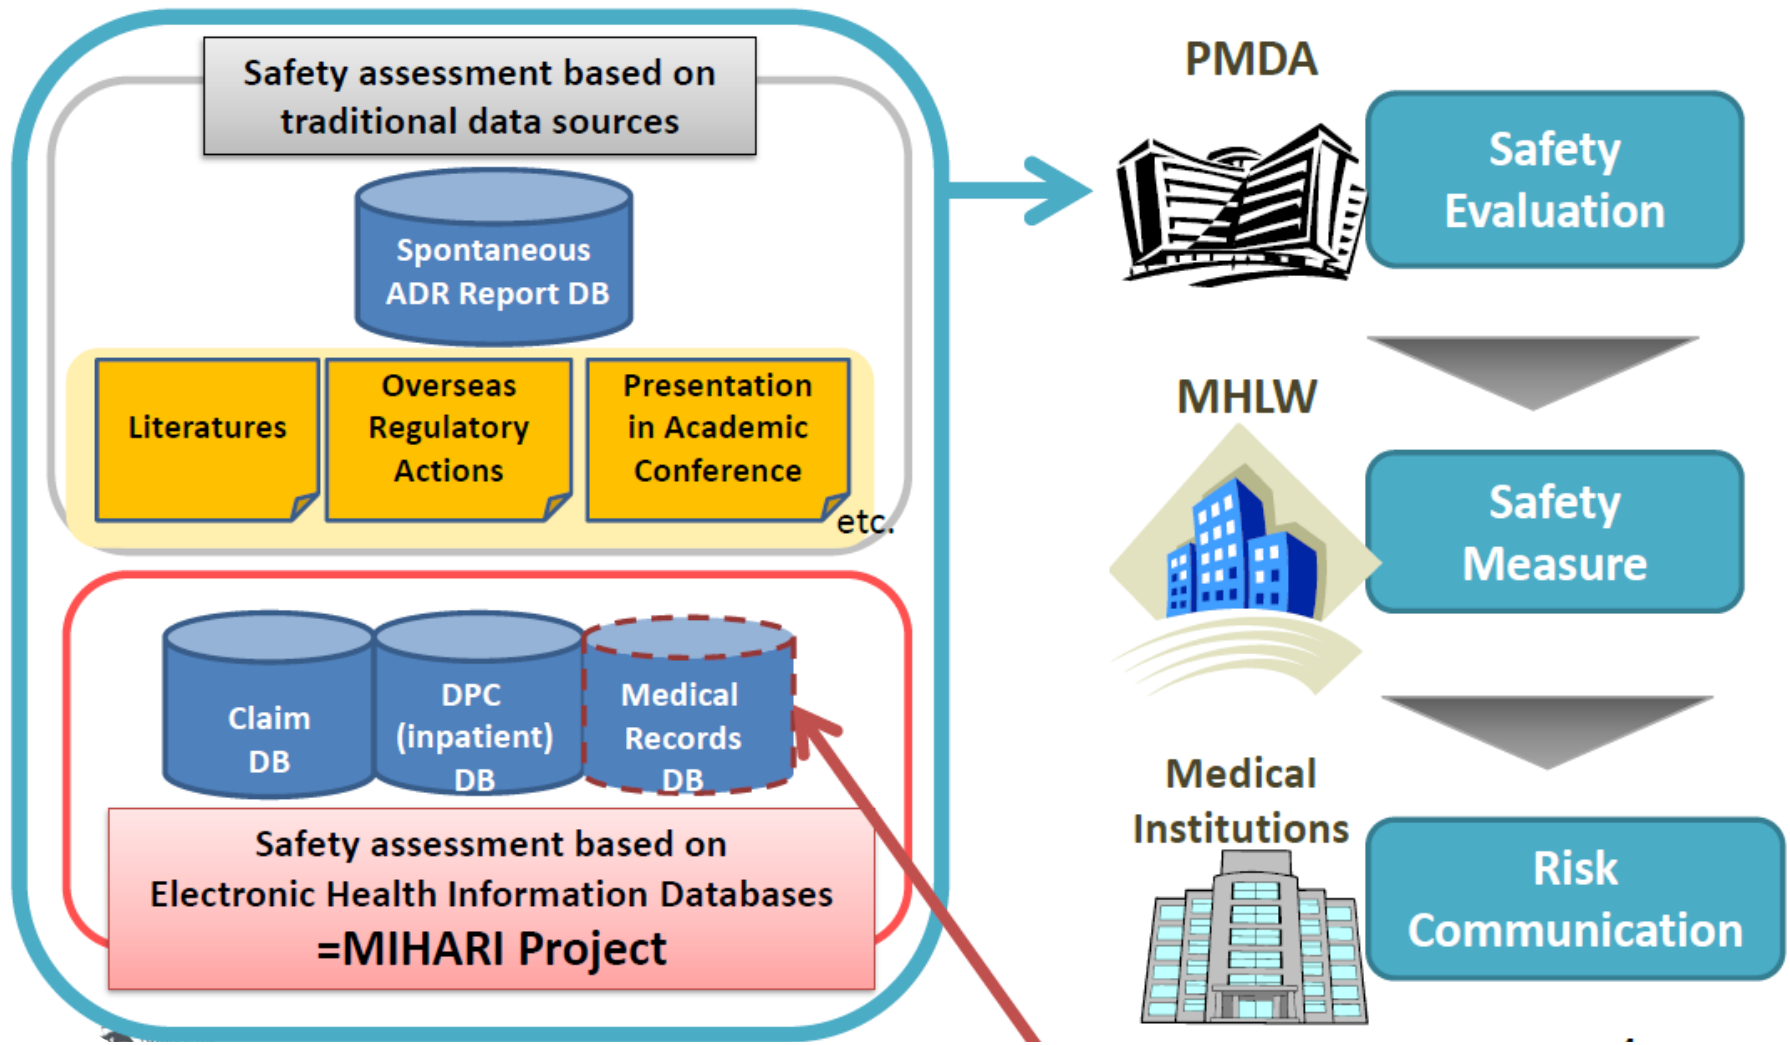 Safety assessment based on
traditional data sources
Spontaneous
ADR Report DB
Literatures
Overseas
Regulatory
Actions
Presentation
in Academic
Conference
etc.
Claim
DB
DPC
(inpatient)
DB
Medical
Records
DB
Safety assessment based on
Electronic Health Information Databases
=MIHARI Project
PMDA
Safety
Evaluation
MHLW
Safety
Measure
Medical
Institutions
Risk
Communication